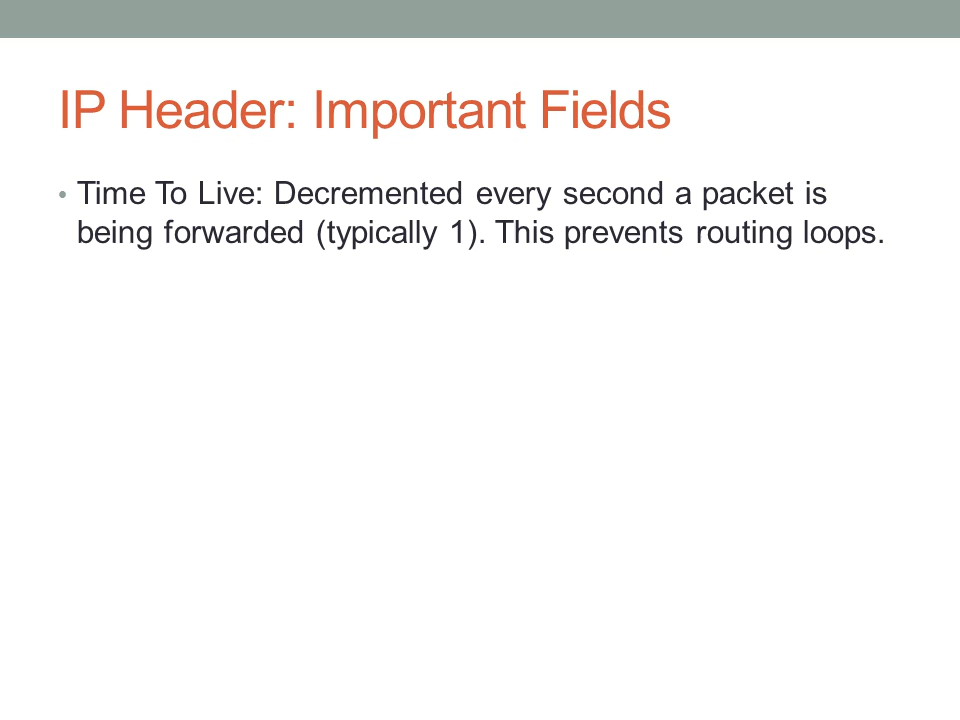 IP Header: Important Fields
• Time To Live: Decremented every second a packet is
being forwarded (typically 1). This prevents routing loops.